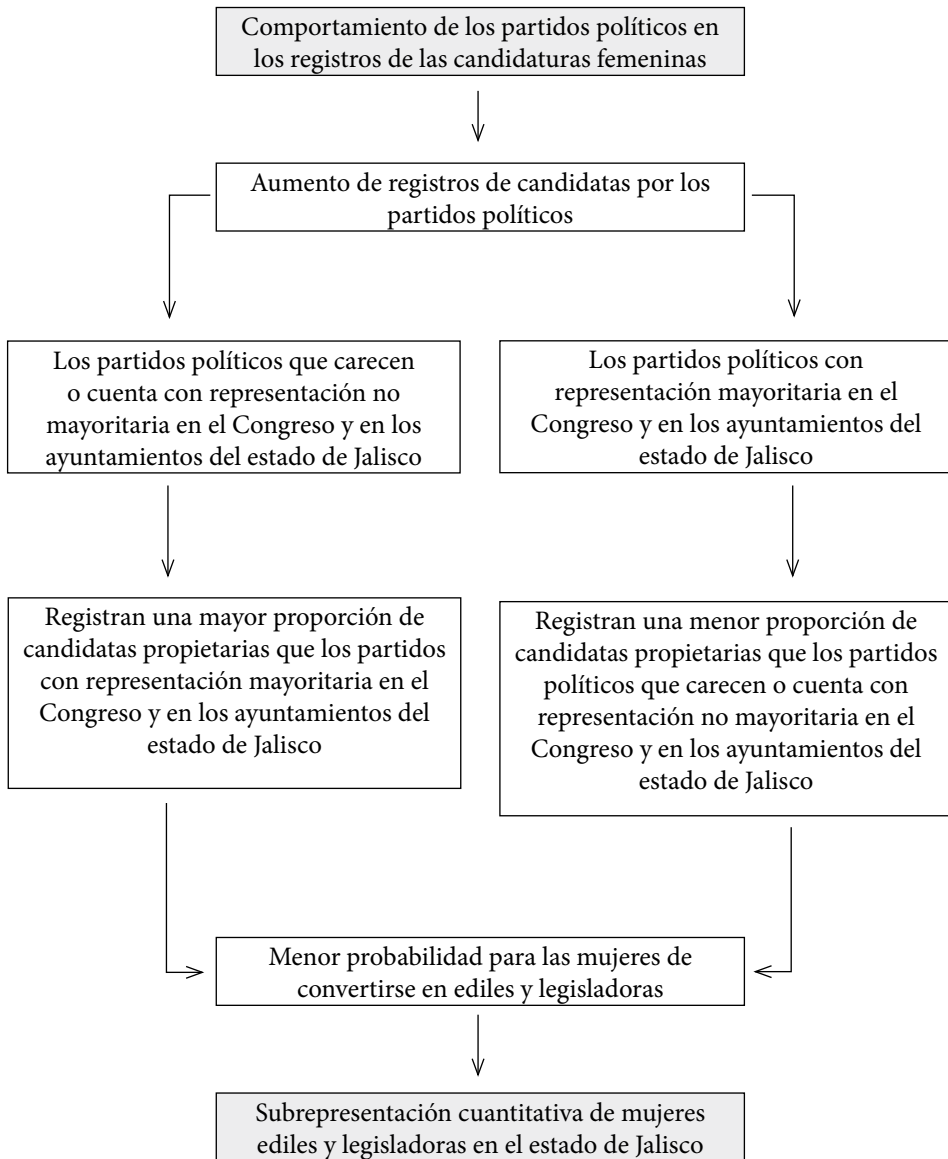 Comportamiento de los partidos políticos en
los registros de las candidaturas femeninas
Aumento de registros de candidatas por los
partidos políticos
Los partidos políticos que carecen
o cuenta con representación no
mayoritaria en el Congreso y en los
ayuntamientos del estado de Jalisco
Los partidos políticos con
representación mayoritaria en el
Congreso y en los ayuntamientos del
estado de Jalisco
Registran una mayor proporción de
candidatas propietarias que los partidos
con representación mayoritaria en el
Congreso y en los ayuntamientos del
estado de Jalisco
Registran una menor proporción de
candidatas propietarias que los partidos
políticos que carecen o cuenta con
representación no mayoritaria en el
Congreso y en los ayuntamientos del
estado de Jalisco
Menor probabilidad para las mujeres de
convertirse en ediles y legisladoras
Subrepresentación cuantitativa de mujeres
ediles y legisladoras en el estado de Jalisco